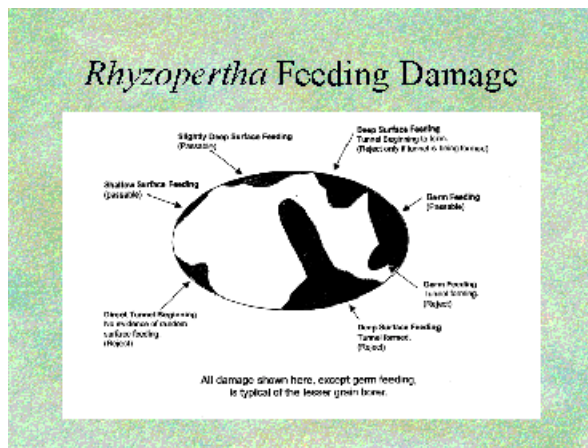 Rhyzopertha Feeding Damage
Slightly Deep Surface Feeding
(Passable)
Deep Surface Feeding
Tunnel Beginning to form.
(Reject only if tunnel is being formed)
Shallow Surface Feeding
(passable)
Germ Feeding
(Passable)
Germ Feeding
Tunnel forming.
(Reject)
Direct Tunnel Beginning
No evidence of random
surface feeding.
(Reject)
Deep Surface Feeding
Tunnel formed.
(Reject)
All damage shown here, except germ feeding,
is typical of the lesser grain borer.